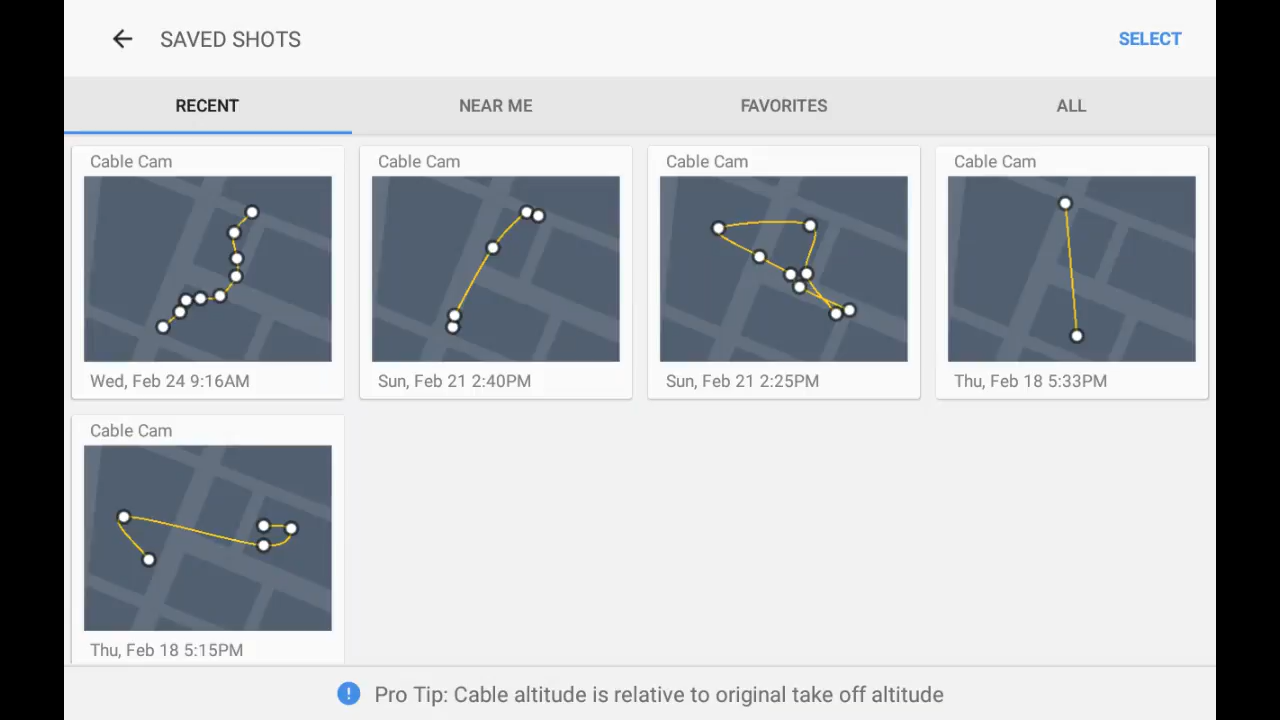 SAVED SHOTS
SELECT
RECENT
NEAR ME
FAVORITES
ALL
Cable Cam
Cable Cam
Cable Cam
Cable Cam
Wed, Feb 24 9:16AM
Sun, Feb 21 2:40PM
Sun, Feb 21 2:25PM
Thu, Feb 18 5:33PM
Cable Cam
Thu, Feb 18 5:15PM
! Pro Tip: Cable altitude is relative to original take off altitude